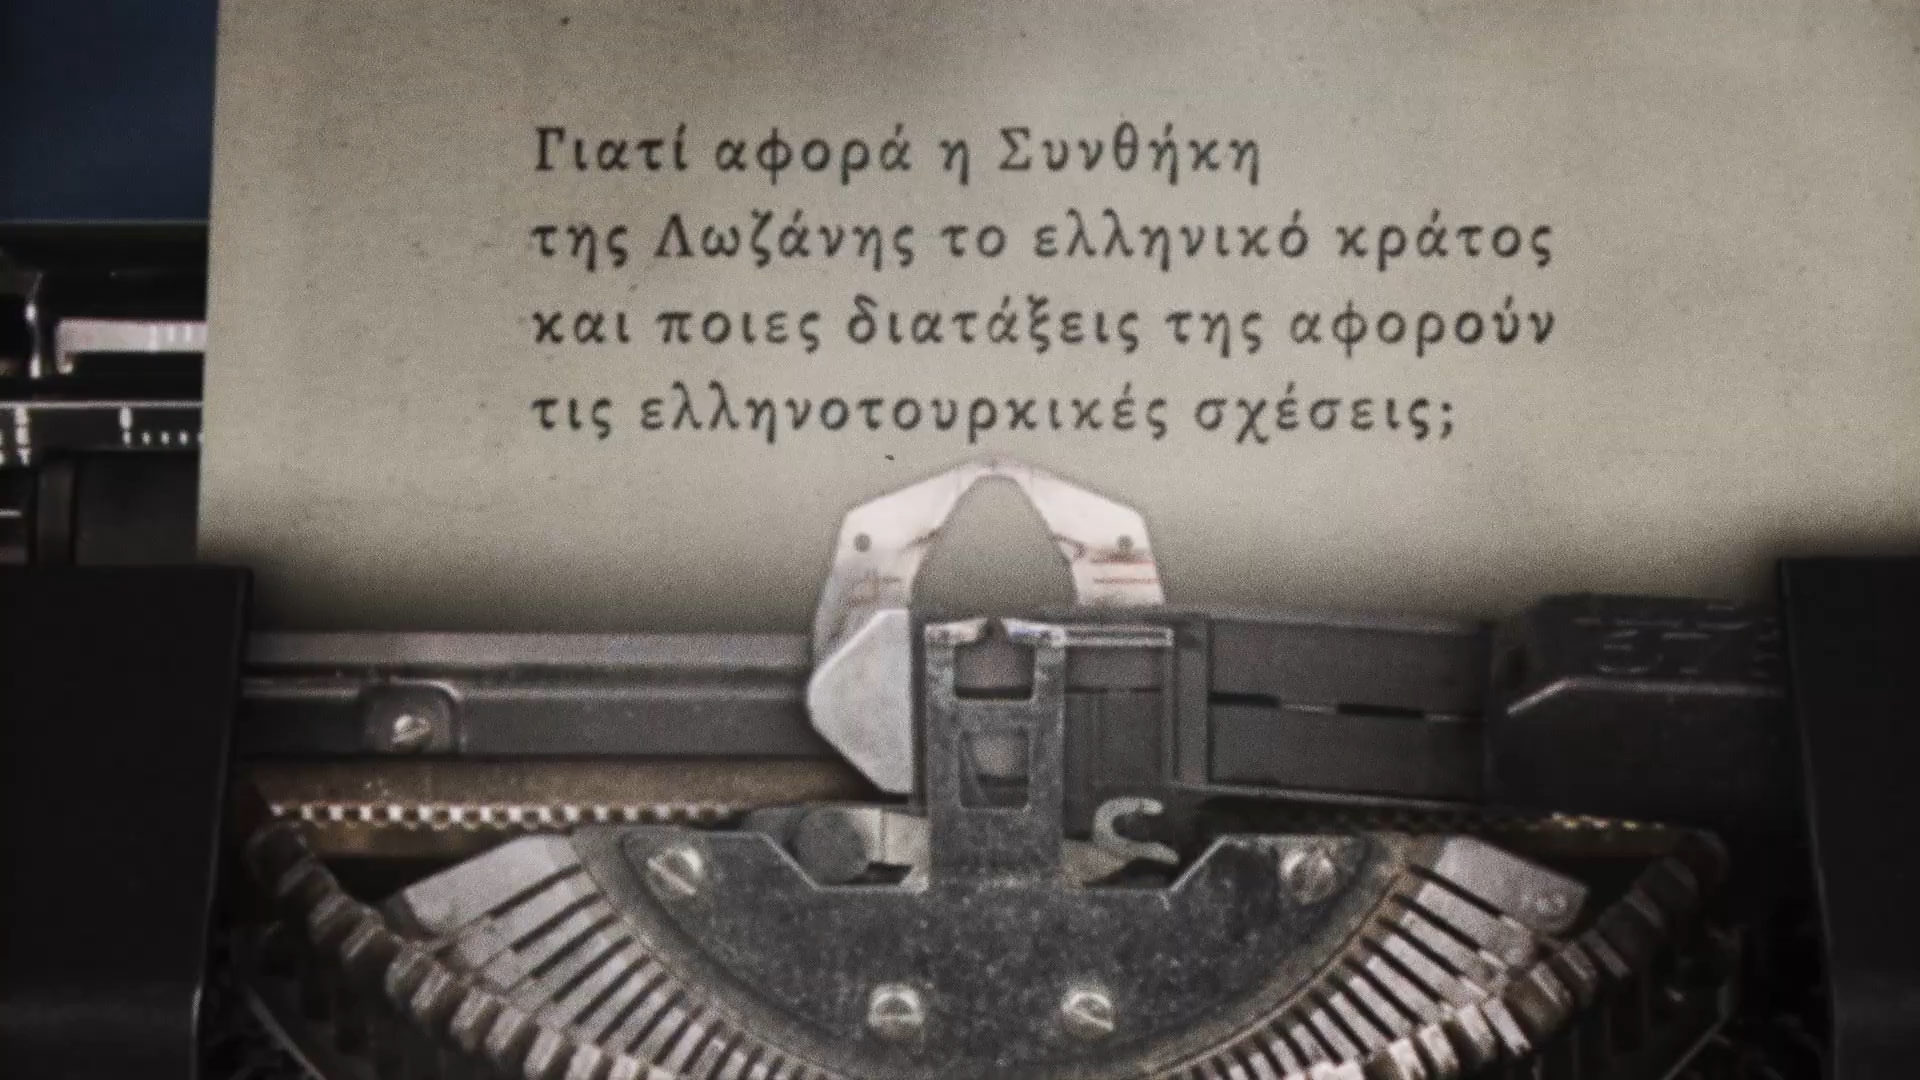 Γιατί αφορά η Συνθήκη
της Λωζάνης το ελληνικό κράτος
και ποιες διατάξεις της αφορούν
τις ελληνοτουρκικές σχέσεις;